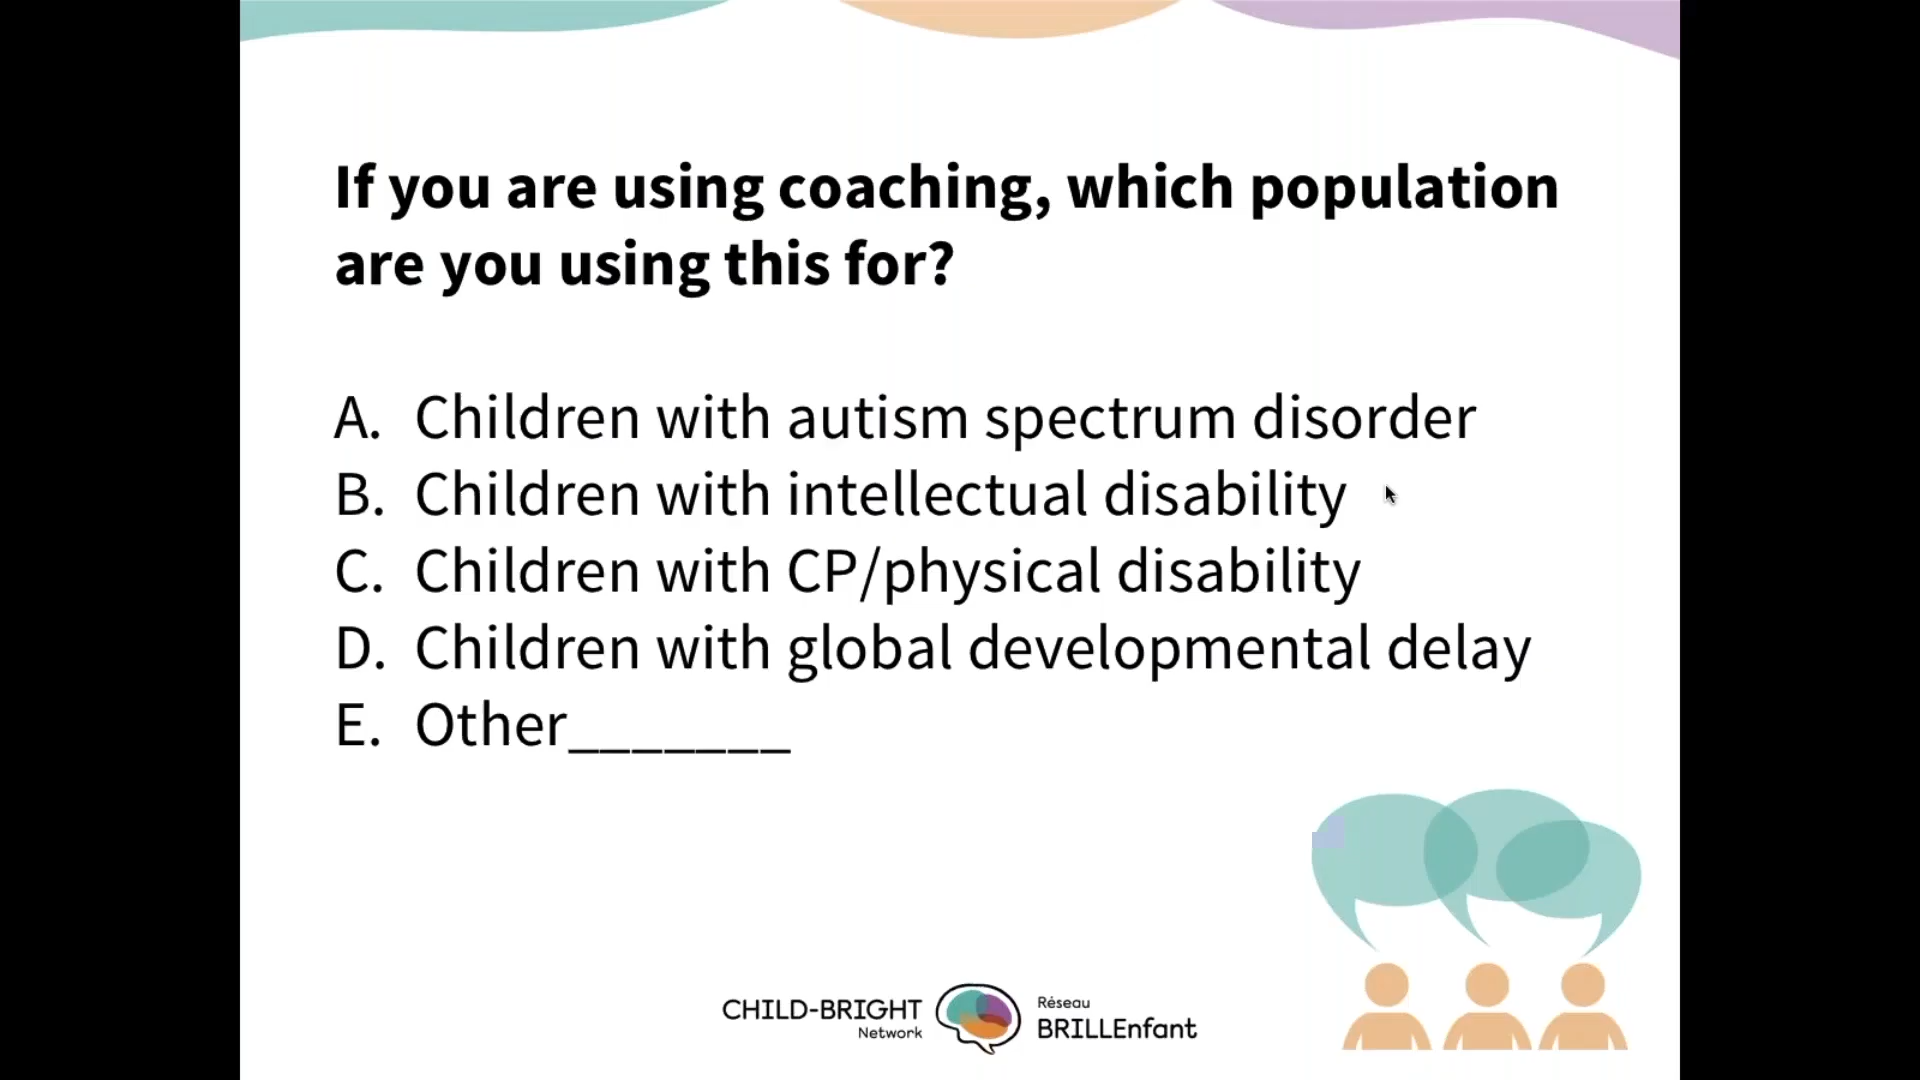 If you are using coaching, which population
are you using this for?
A. Children with autism spectrum disorder
B. Children with intellectual disability
C. Children with CP/physical disability
D. Children with global developmental delay
E. Other_______
CHILD-BRIGHT
Network
Réseau
BRILLEnfant